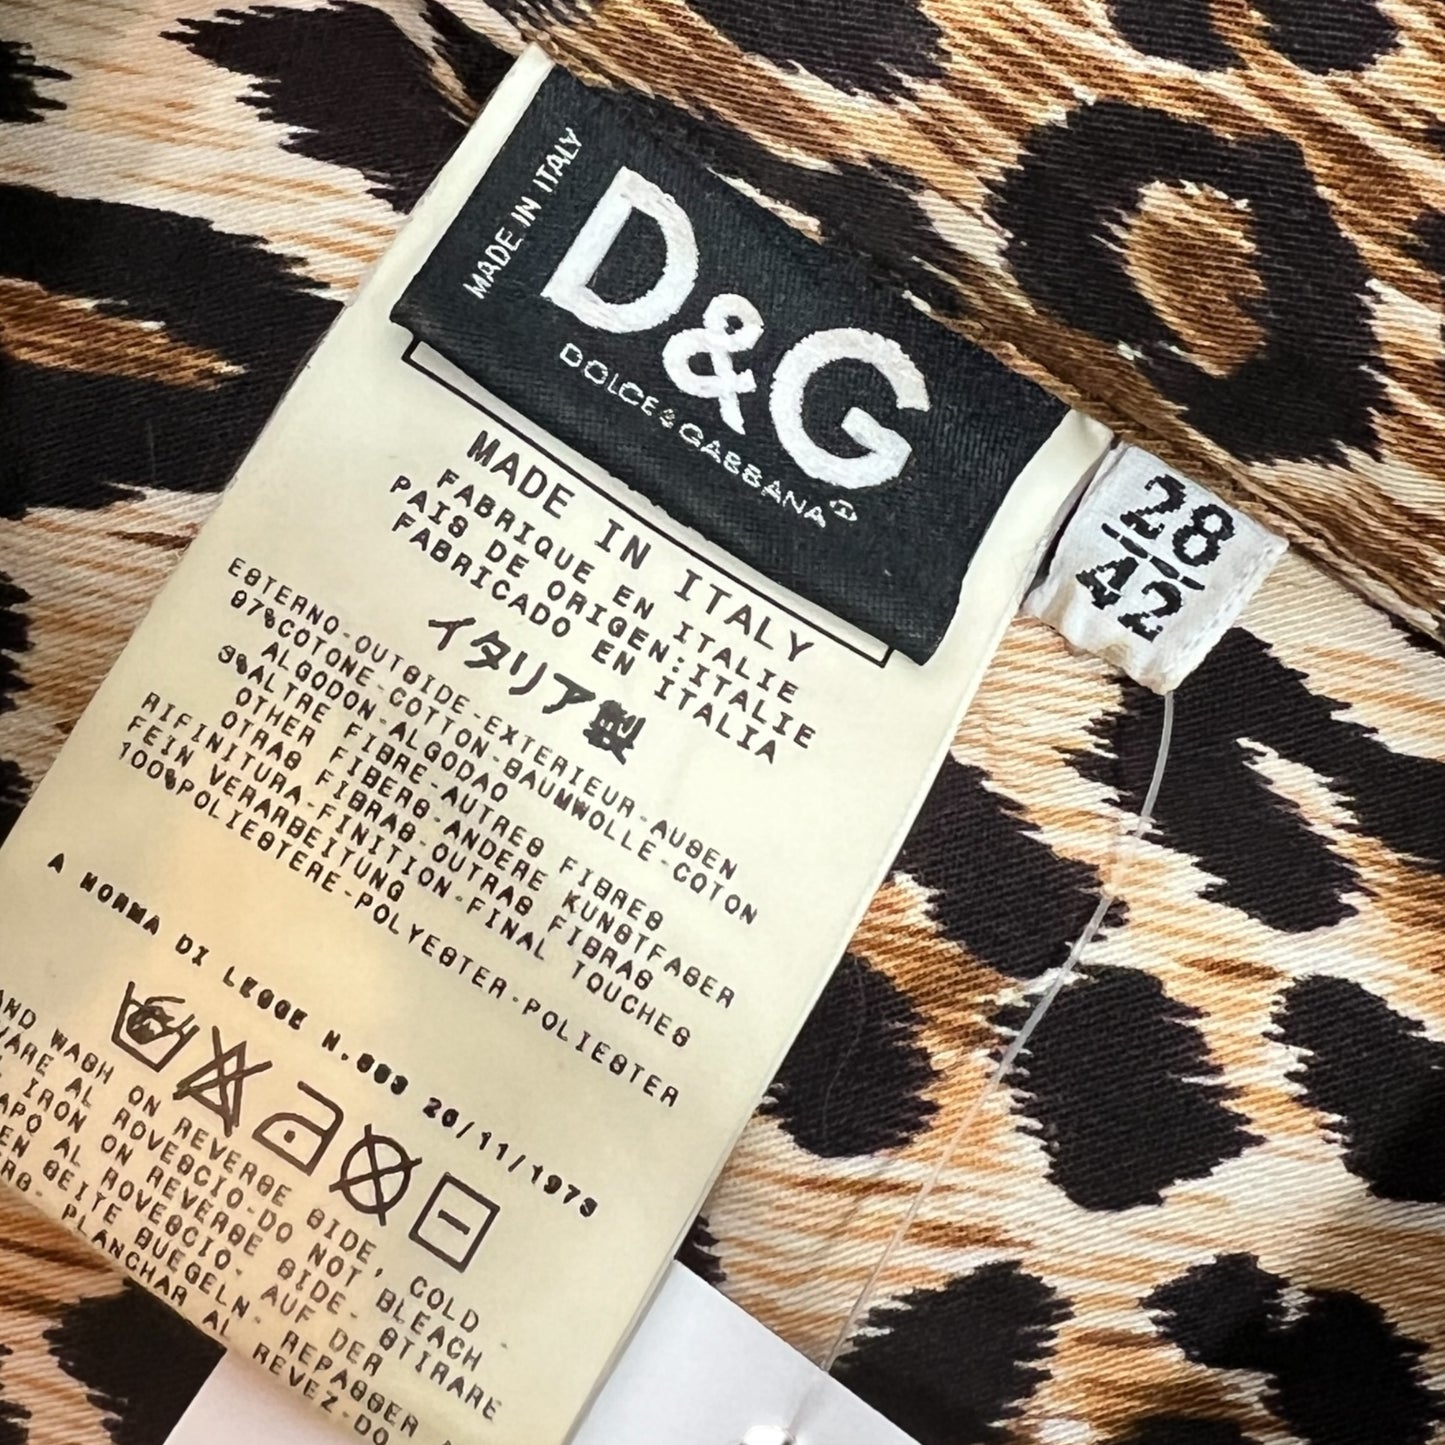 MADE IN ITALY
D&G
DOLCE&GABBANA
28
42
MADE IN ITALY
FABRIQUE EN ITALIE
PAIS DE ORIGEN:ITALIE
FABRICADO EN ITALIA
イタリア製
ESTERNO-OUTSIDE-EXTERIEUR-AUSEN
97%COTONE-COTTON-BAUMWOLLE-COTON
ALGODON-ALGODAO
3%ALTRE FIBRE-AUTRES FIBRES
OTHER FIBERS-ANDERE KUNSTFASER
OTRAS FIBRAS-OUTRAS FIBRAS
RIFINITURA-FINITION-FINAL TOUCHES
FEIN VERARBEITUNG
100%POLIESTERE-POLYESTER-POLIESTER
A NORMA DI LEGGE N.883 26/11/1973
WASH ON REVERSE SIDE, COLD -
AL ROVESCIO-DO NOT BLEACH
IRON ON REVERSE SIDE- STIRARE
AL ROVESCIO- AUF DER
SEITE BUEGELN- REPASSER
PLANCHAR AL REVEZ-DO